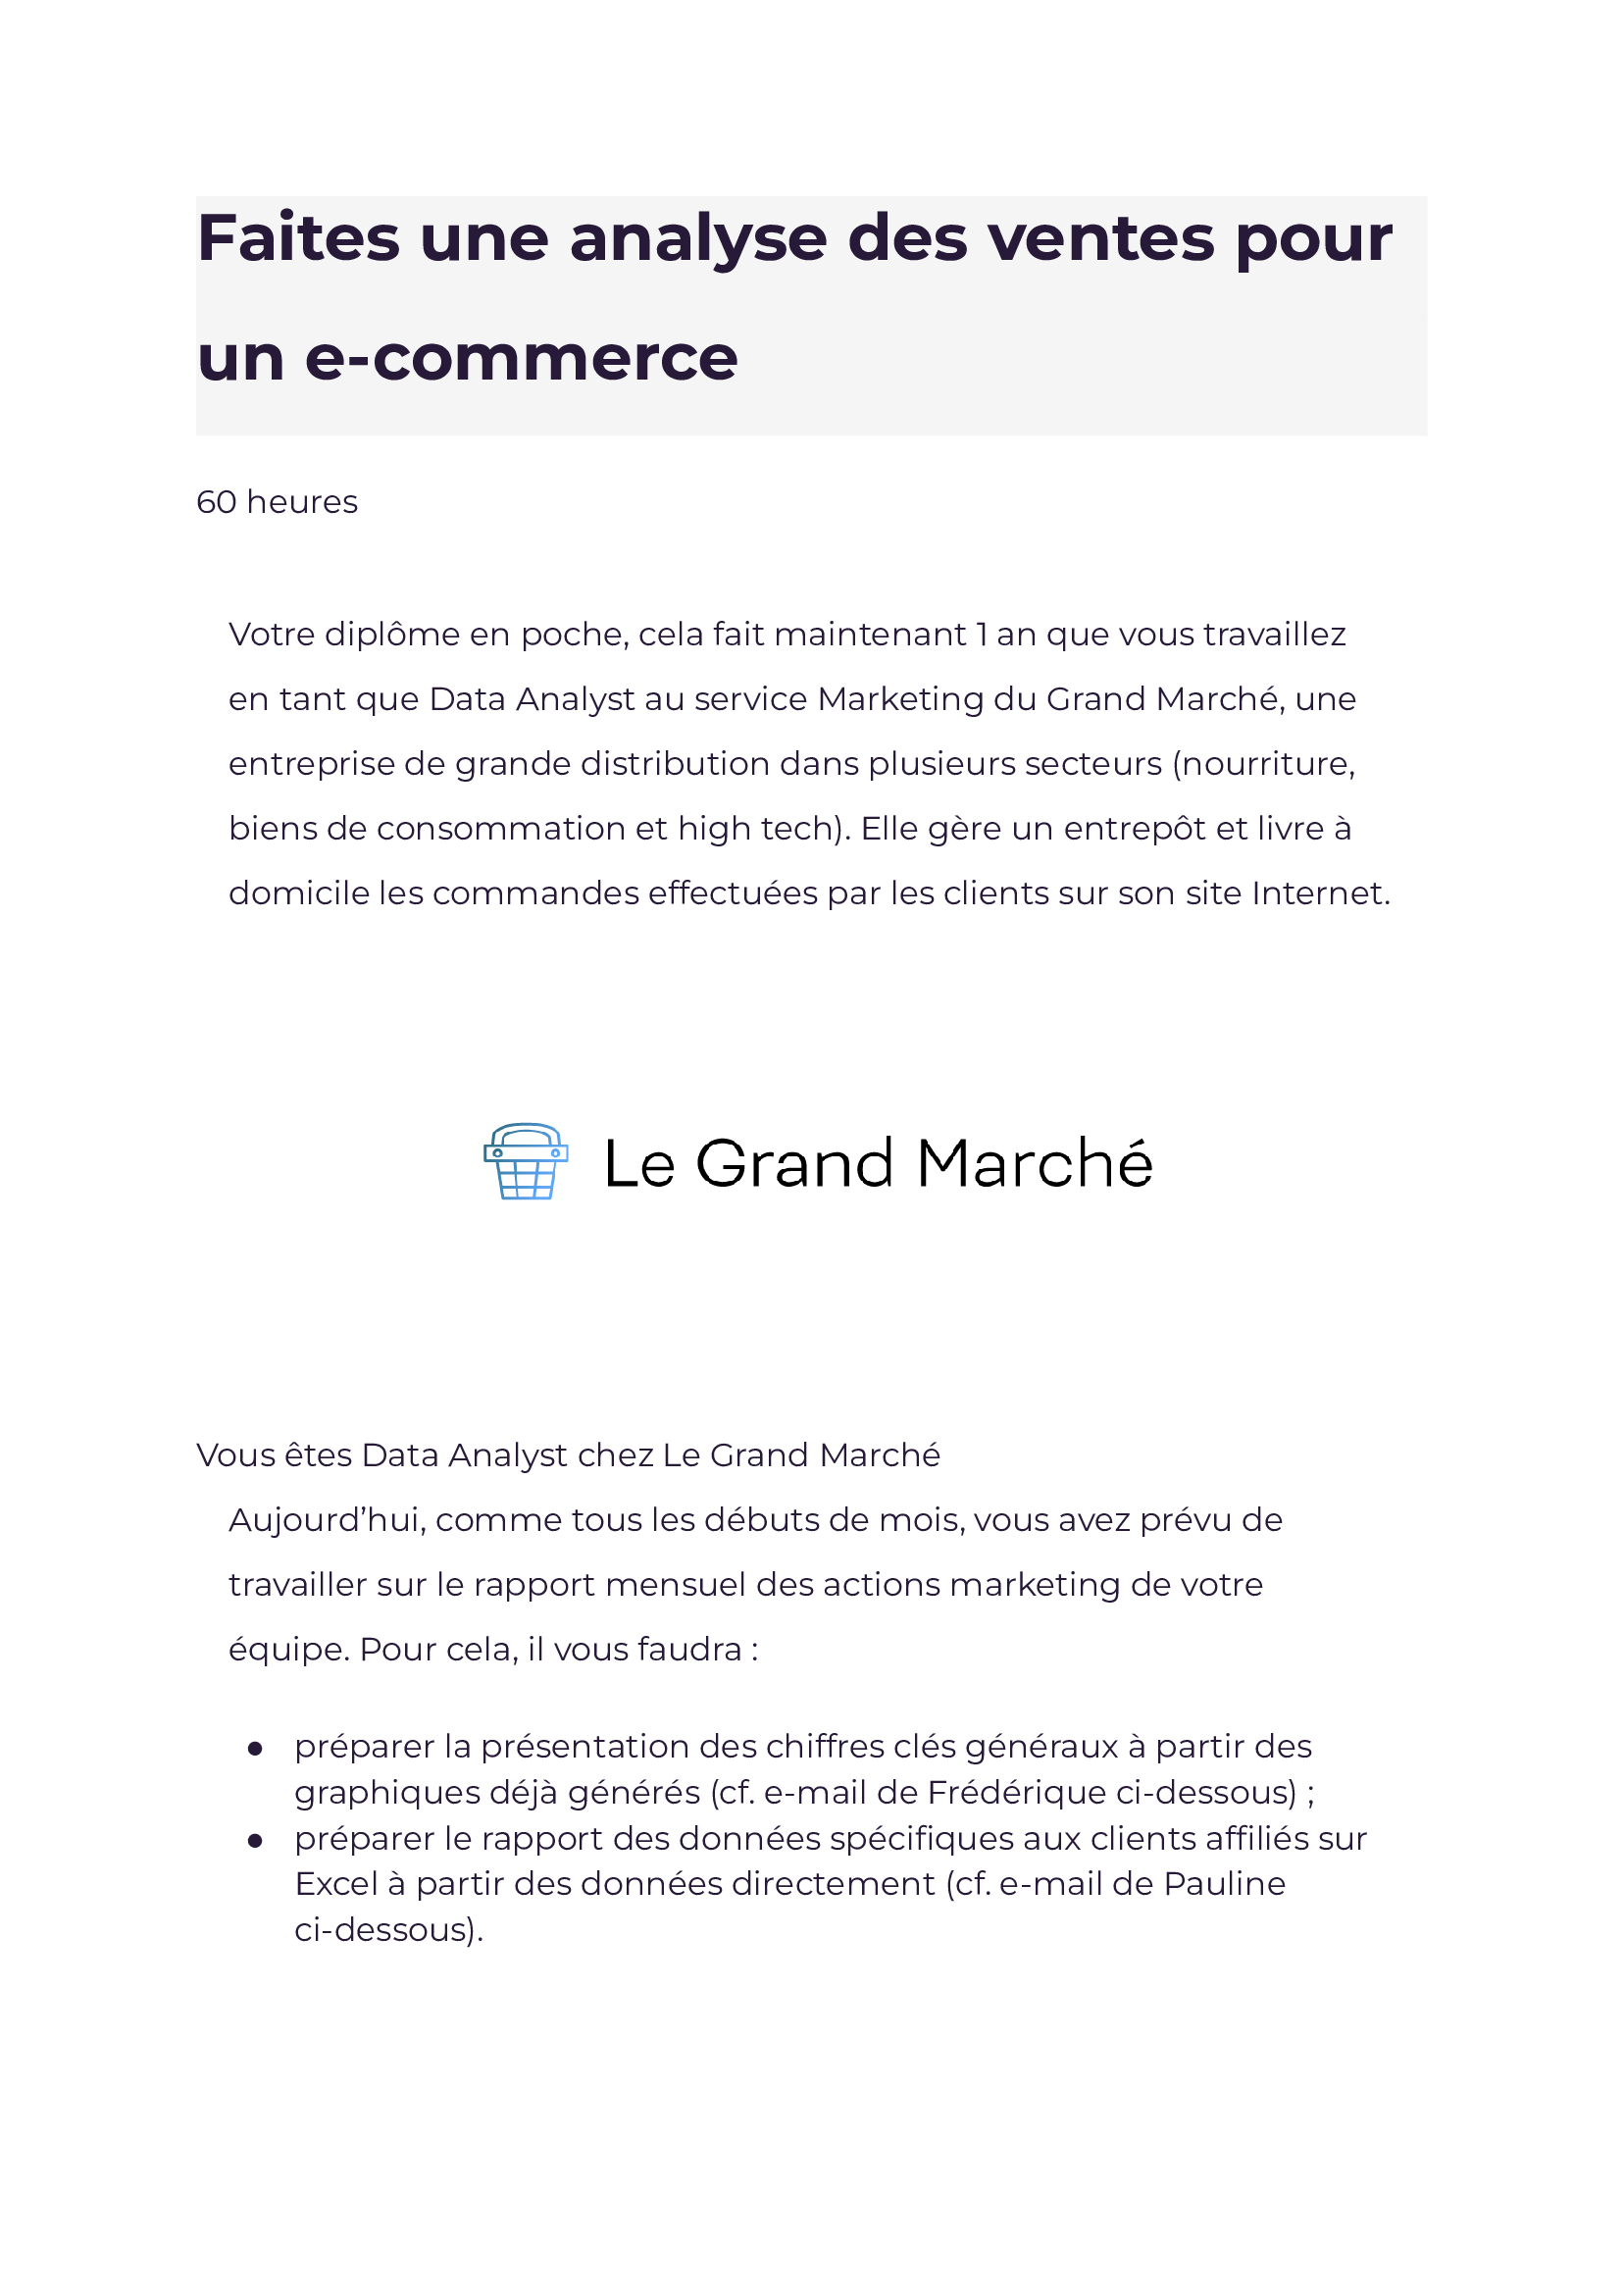 Faites une analyse des ventes pour
un e-commerce
60 heures
Votre diplôme en poche, cela fait maintenant 1 an que vous travaillez
en tant que Data Analyst au service Marketing du Grand Marché, une
entreprise de grande distribution dans plusieurs secteurs (nourriture,
biens de consommation et high tech). Elle gère un entrepôt et livre à
domicile les commandes effectuées par les clients sur son site Internet.
Le Grand Marché
Vous êtes Data Analyst chez Le Grand Marché
Aujourd’hui, comme tous les débuts de mois, vous avez prévu de
travailler sur le rapport mensuel des actions marketing de votre
équipe. Pour cela, il vous faudra :
● préparer la présentation des chiffres clés généraux à partir des
graphiques déjà générés (cf. e-mail de Frédérique ci-dessous) ;
● préparer le rapport des données spécifiques aux clients affiliés sur
Excel à partir des données directement (cf. e-mail de Pauline
ci-dessous).